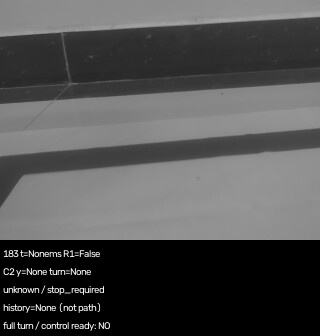 183 t=Nonems R1=False
C2 y=None turn=None
unknown / stop_required
history=None (not path)
full turn / control ready: NO